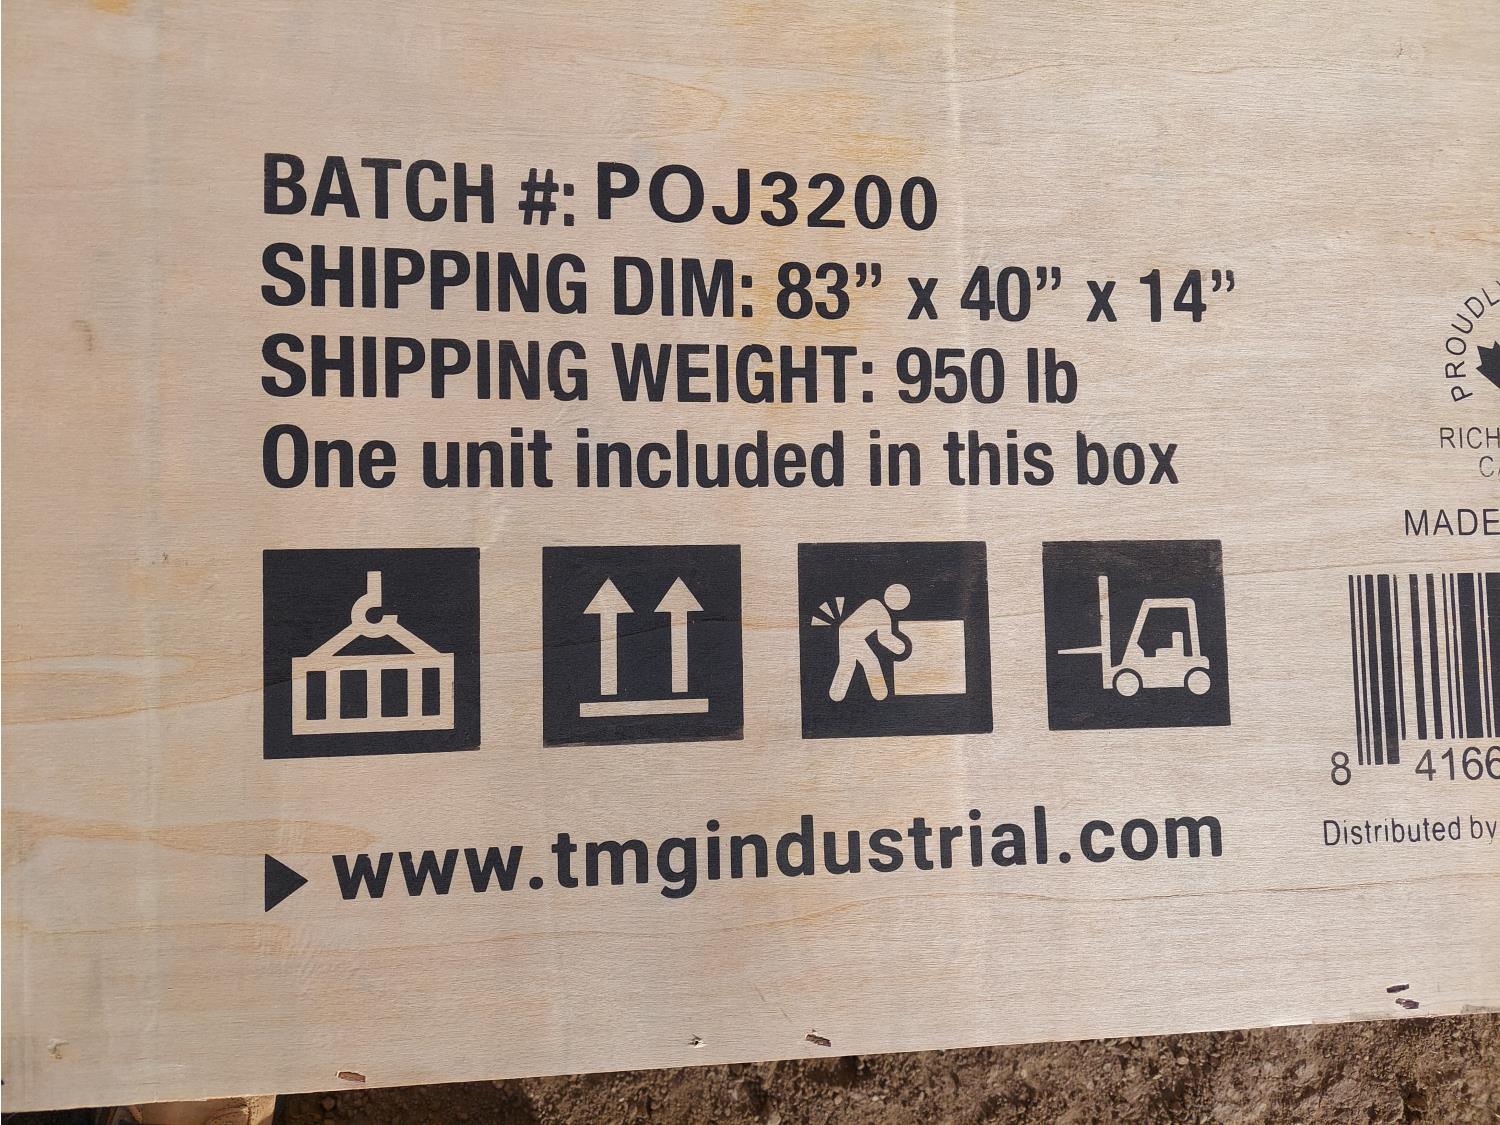 BATCH #: POJ3200
SHIPPING DIM: 83” x 40” x 14”
SHIPPING WEIGHT: 950 lb
One unit included in this box
www.tmgindustrial.com
PROUDLY
RICH
MADE
8 4166
Distributed by